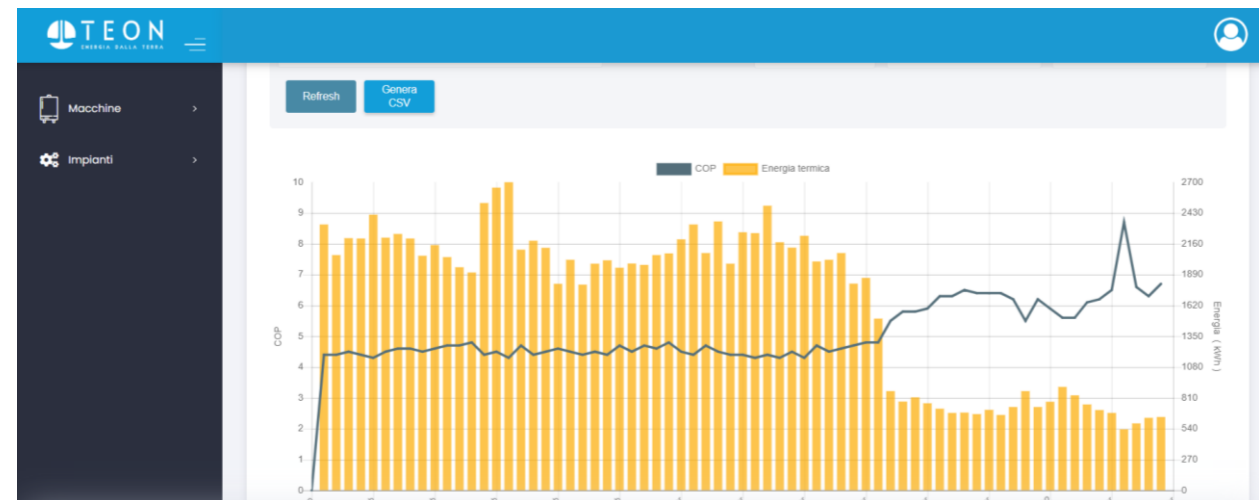 TEON
ENERGIA DALLA TERRA
Macchine
Impianti
Refresh
Genera
CSV
COP
Energia termica
10
9
8
7
6
5
4
3
2
1
0
COP
2700
2430
2160
1890
1620
1350
1080
810
540
270
0
Energia ( kWh )